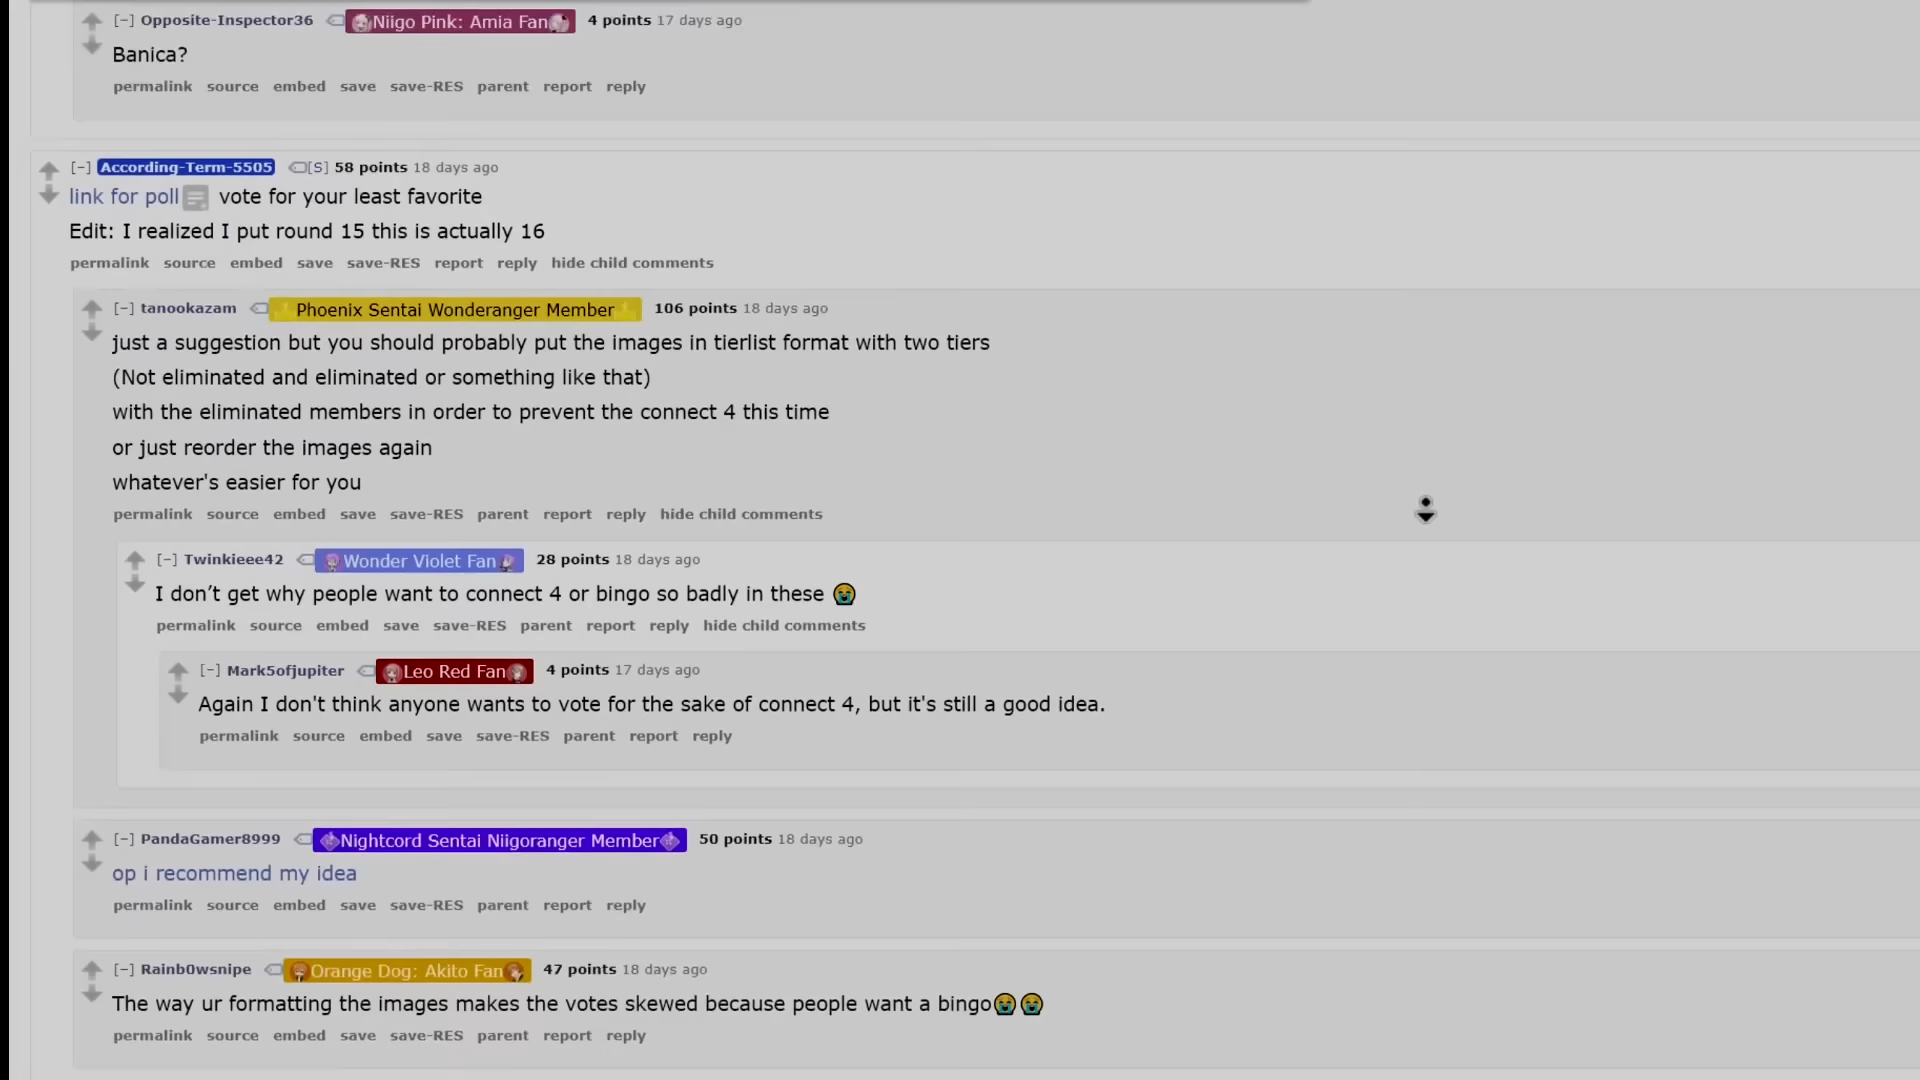 [–] Opposite-Inspector36 Niigo Pink: Amia Fan 4 points 17 days ago
Banica?
permalink source embed save save-RES parent report reply
[–] According-Term-5505 [S] 58 points 18 days ago
link for poll vote for your least favorite
Edit: I realized I put round 15 this is actually 16
permalink source embed save save-RES report reply hide child comments
[–] tanookazam Phoenix Sentai Wonderanger Member 106 points 18 days ago
just a suggestion but you should probably put the images in tierlist format with two tiers
(Not eliminated and eliminated or something like that)
with the eliminated members in order to prevent the connect 4 this time
or just reorder the images again
whatever's easier for you
permalink source embed save save-RES parent report reply hide child comments
[–] Twinkieee42 Wonder Violet Fan 28 points 18 days ago
I don’t get why people want to connect 4 or bingo so badly in these 😭
permalink source embed save save-RES parent report reply hide child comments
[–] Mark5ofjupiter Leo Red Fan 4 points 17 days ago
Again I don't think anyone wants to vote for the sake of connect 4, but it's still a good idea.
permalink source embed save save-RES parent report reply
[–] PandaGamer8999 Nightcord Sentai Niigoranger Member 50 points 18 days ago
op i recommend my idea
permalink source embed save save-RES parent report reply
[–] Rainb0wsnipe Orange Dog: Akito Fan 47 points 18 days ago
The way ur formatting the images makes the votes skewed because people want a bingo😭😭
permalink source embed save save-RES parent report reply